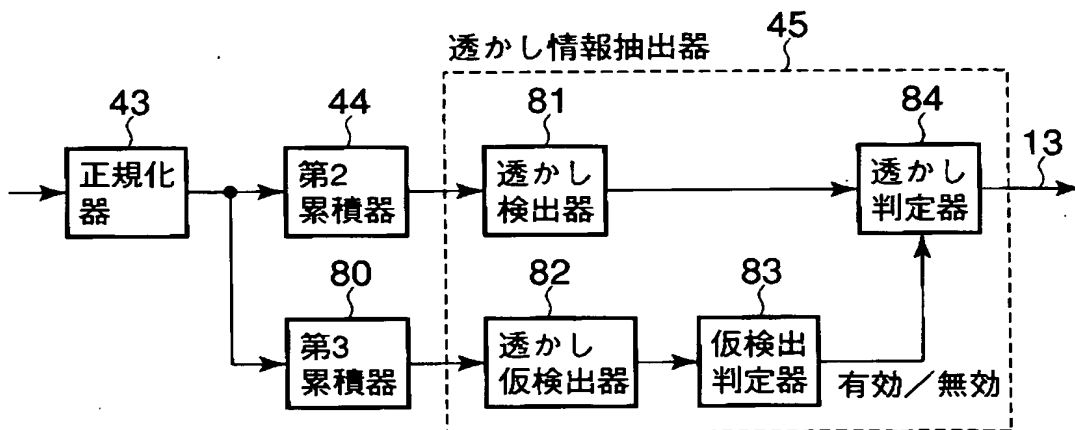 透かし情報抽出器
45
43
44
81
84
13
正規化
器
第2
累積器
透かし
検出器
透かし
判定器
80
82
83
第3
累積器
透かし
仮検出器
仮検出
判定器
有効／無効